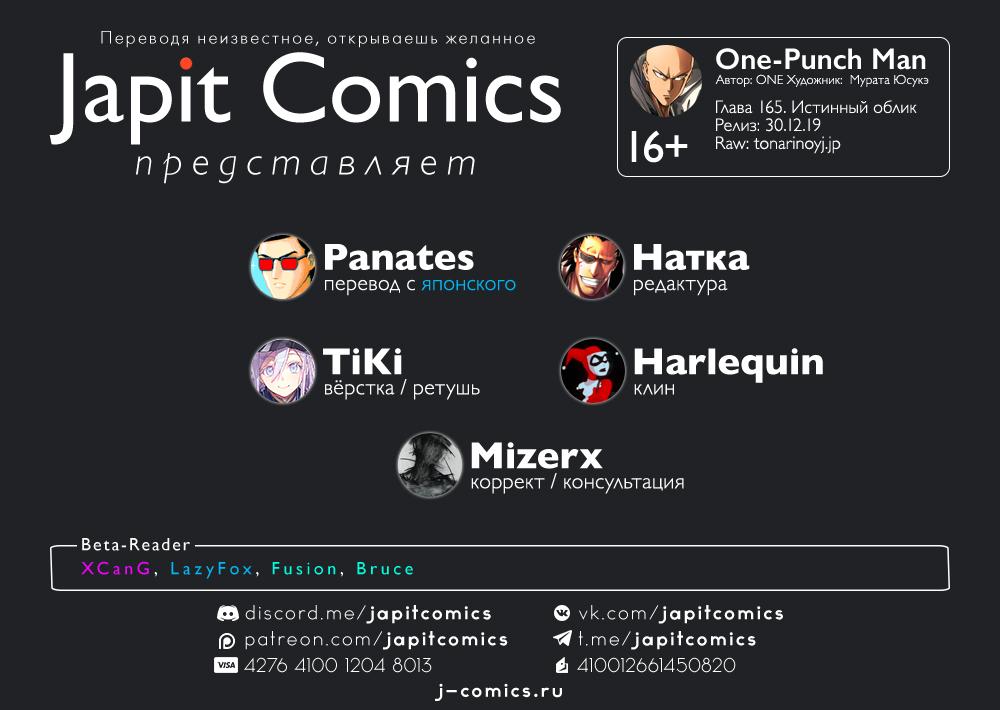 Переводя неизвестное, открываешь желанное
Japit Comics
представляет
One-Punch Man
Автор: ONE Художник: Мурата Юсукэ
Глава 165. Истинный облик
Релиз: 30.12.19
Raw: tonarinoyj.jp
16+
Panates
перевод с японского
Натка
редактура
TiKi
вёрстка / ретушь
Harlequin
клин
Mizerx
коррект / консультация
Beta-Reader
XCanG, LazyFox, Fusion, Bruce
discord.me/japitcomics
vk.com/japitcomics
patreon.com/japitcomics
t.me/japitcomics
VISA 4276 4100 1204 8013
410012661450820
j-comics.ru